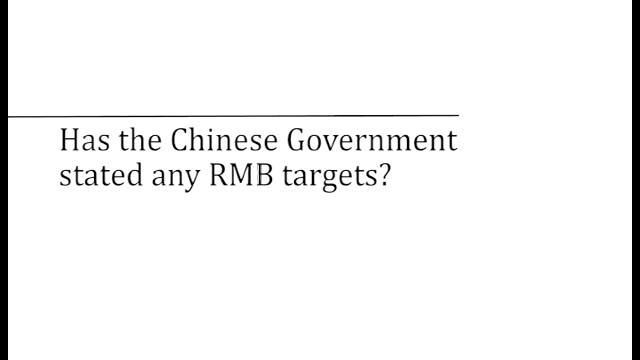 Has the Chinese Government
stated any RMB targets?